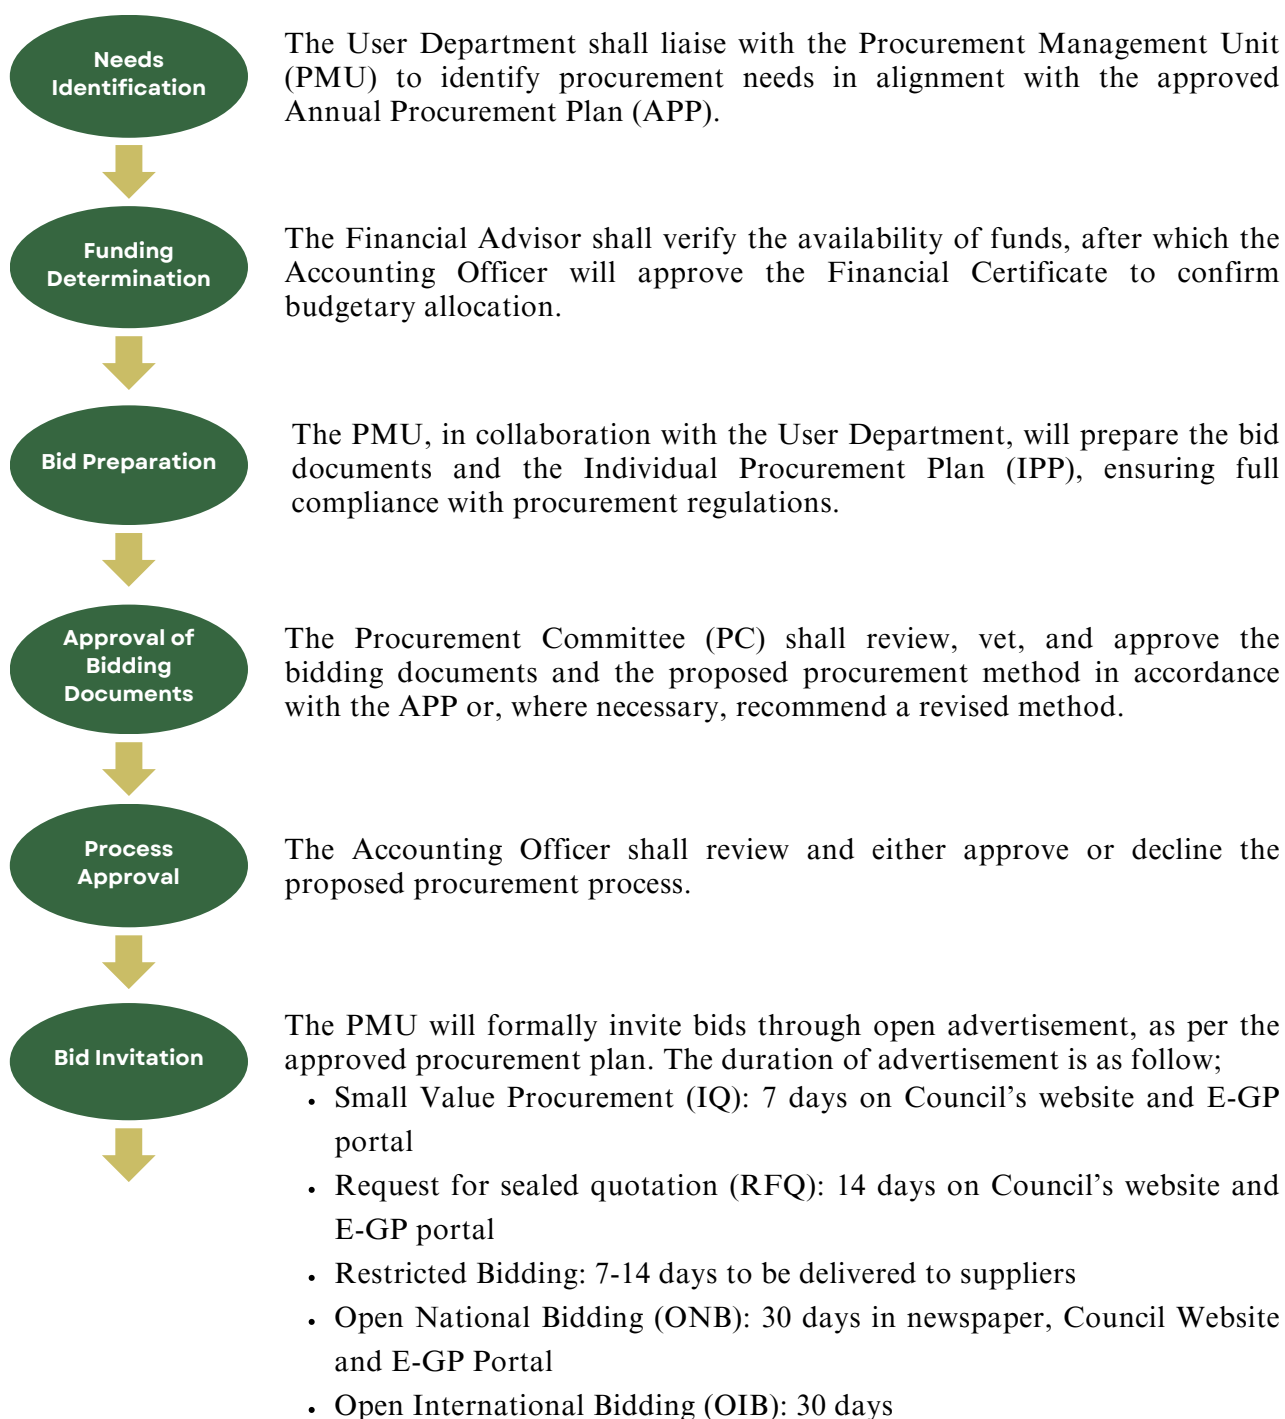 Needs
Identification
The User Department shall liaise with the Procurement Management Unit
(PMU) to identify procurement needs in alignment with the approved
Annual Procurement Plan (APP).
Funding
Determination
The Financial Advisor shall verify the availability of funds, after which the
Accounting Officer will approve the Financial Certificate to confirm
budgetary allocation.
Bid Preparation
The PMU, in collaboration with the User Department, will prepare the bid
documents and the Individual Procurement Plan (IPP), ensuring full
compliance with procurement regulations.
Approval of
Bidding
Documents
The Procurement Committee (PC) shall review, vet, and approve the
bidding documents and the proposed procurement method in accordance
with the APP or, where necessary, recommend a revised method.
Process
Approval
The Accounting Officer shall review and either approve or decline the
proposed procurement process.
Bid Invitation
The PMU will formally invite bids through open advertisement, as per the
approved procurement plan. The duration of advertisement is as follow;
• Small Value Procurement (IQ): 7 days on Council’s website and E-GP
portal
• Request for sealed quotation (RFQ): 14 days on Council’s website and
E-GP portal
• Restricted Bidding: 7-14 days to be delivered to suppliers
• Open National Bidding (ONB): 30 days in newspaper, Council Website
and E-GP Portal
• Open International Bidding (OIB): 30 days